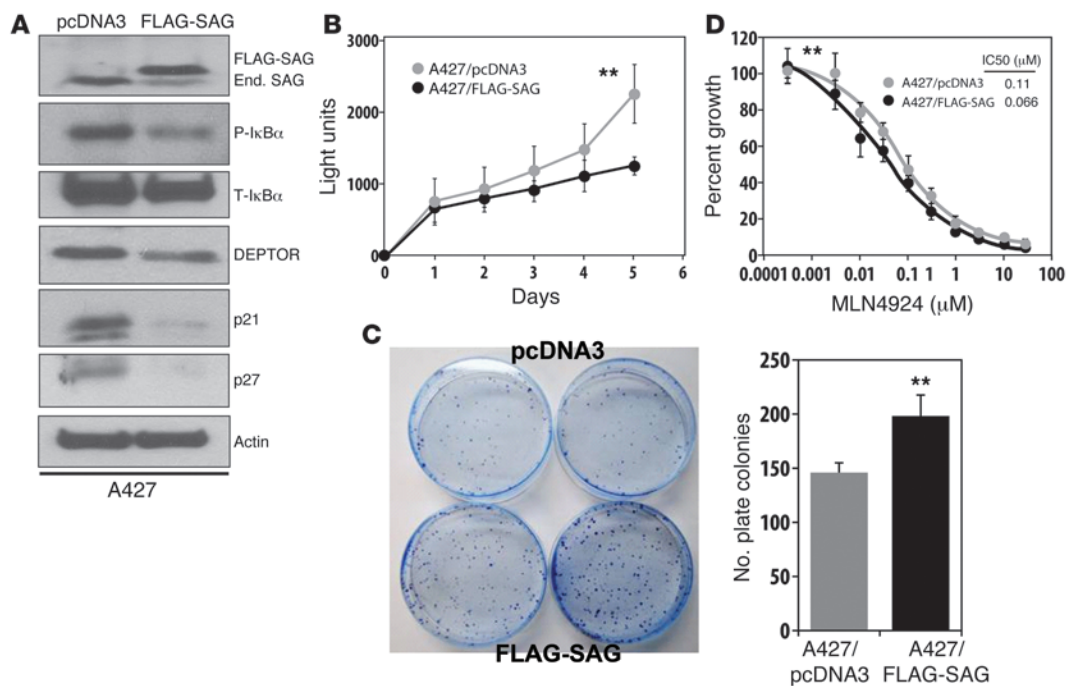 A
pcDNA3 FLAG-SAG
FLAG-SAG
End. SAG
P-IκBα
T-IκBα
DEPTOR
p21
p27
Actin
A427
B
3000
2000
1000
0
Light units
A427/pcDNA3
A427/FLAG-SAG
**
0 1 2 3 4 5 6
Days
D
120
100
80
60
40
20
0
Percent growth
**
IC50 (μM)
A427/pcDNA3 0.11
A427/FLAG-SAG 0.066
0.0001 0.001 0.01 0.1 1 10 100
MLN4924 (μM)
C
pcDNA3
FLAG-SAG
250
200
150
100
50
0
No. plate colonies
**
A427/
pcDNA3
A427/
FLAG-SAG